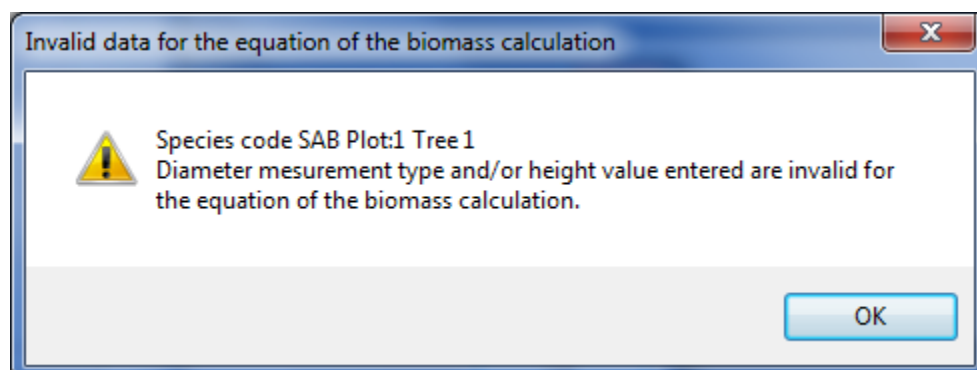 Invalid data for the equation of the biomass calculation
Species code SAB Plot:1 Tree 1
Diameter mesurement type and/or height value entered are invalid for
the equation of the biomass calculation.
OK